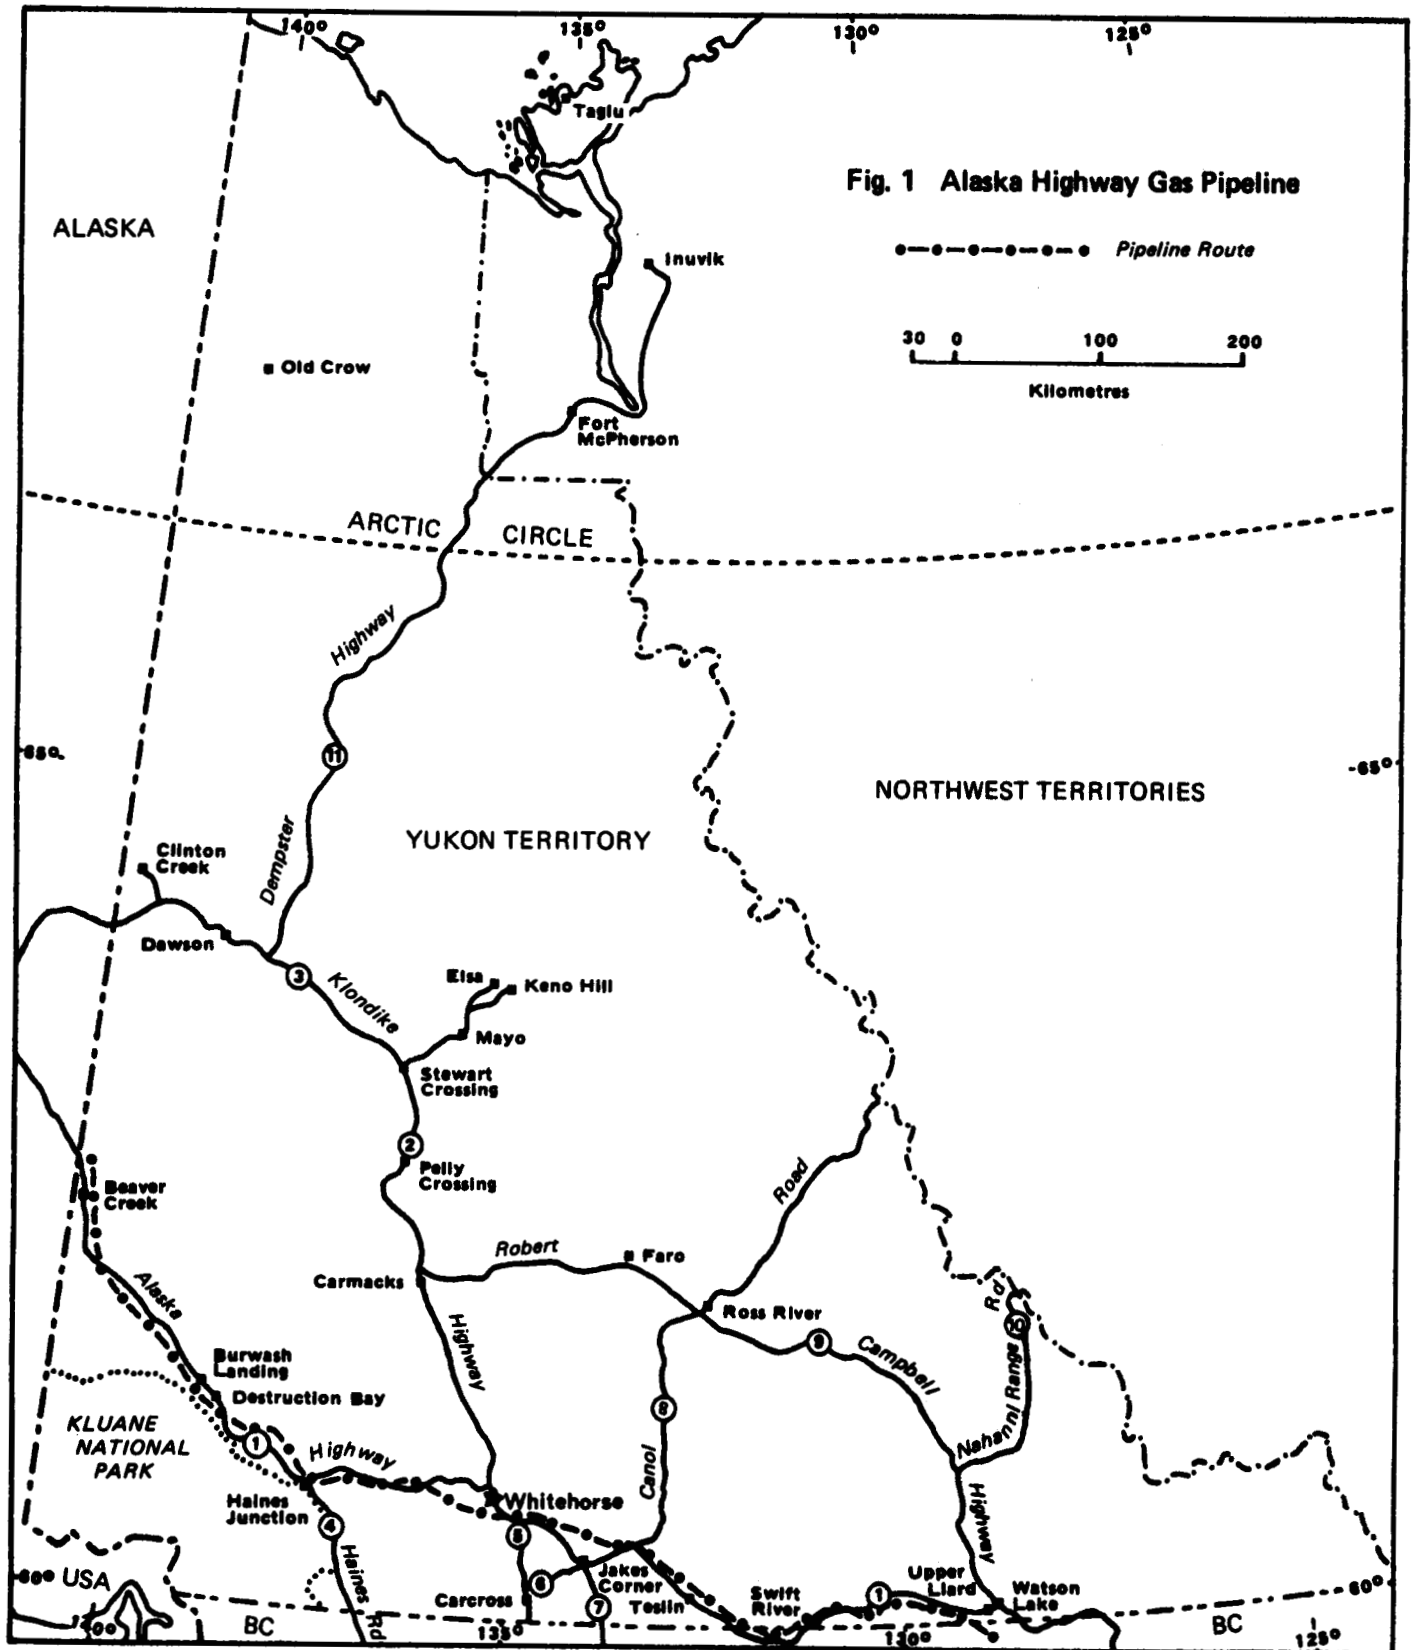 140°
135°
130°
125°
Taglu
Fig. 1 Alaska Highway Gas Pipeline
ALASKA
Pipeline Route
Inuvik
30 0 100 200
Kilometres
Old Crow
Fort
McPherson
ARCTIC CIRCLE
Highway
65°
11
-65°
NORTHWEST TERRITORIES
YUKON TERRITORY
Dempster
Clinton
Creek
Dawson
3
Klondike
Elsa
Keno Hill
Mayo
Stewart
Crossing
2
Pelly
Crossing
Road
Beaver
Creek
Robert
Faro
Carmacks
Alaska
Ross River
Rd
10
Highway
9
Campbell
Burwash
Landing
Destruction Bay
Nahanni Range
8
KLUANE
NATIONAL
PARK
1
Highway
Canol
Whitehorse
Haines
Junction
4
5
Highway
Haines Rd
60° USA
6
Jakes
Corner
Carcross
7
Teslin
Swift
River
1
Upper
Liard
Watson
Lake
60°
140°
BC
135°
130°
BC
125°